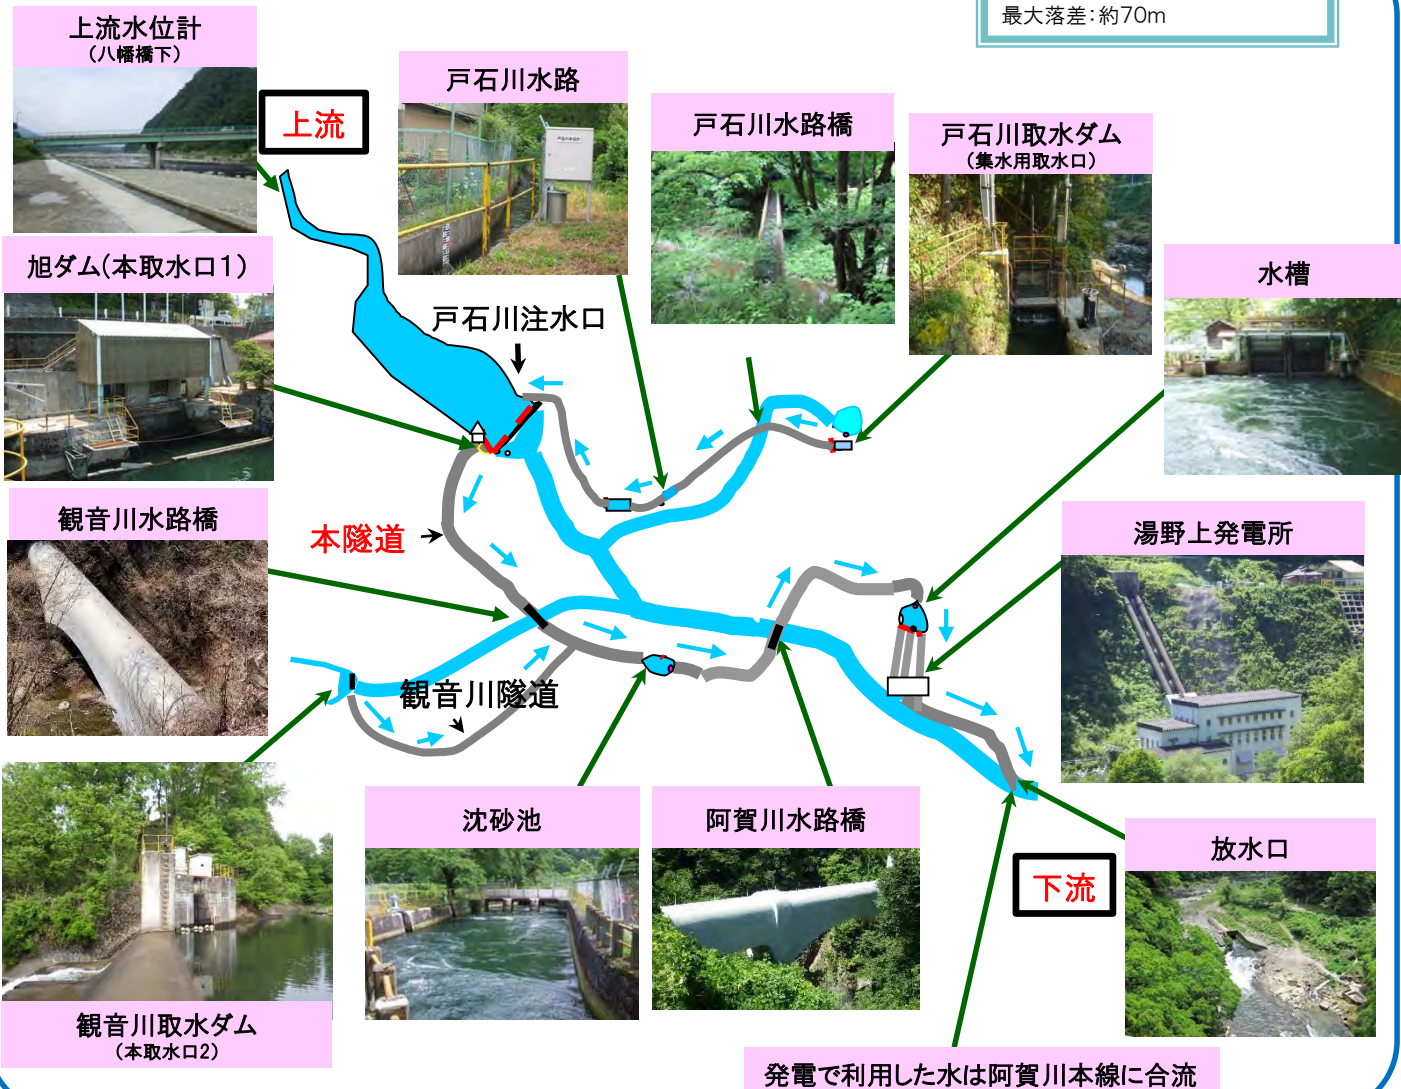 最大落差：約70m
上流水位計
（八幡橋下）
上流
戸石川水路
戸石川水路橋
戸石川取水ダム
（集水用取水口）
水槽
旭ダム(本取水口1)
戸石川注水口
観音川水路橋
本隧道
湯野上発電所
観音川隧道
沈砂池
阿賀川水路橋
下流
放水口
観音川取水ダム
（本取水口2）
発電で利用した水は阿賀川本線に合流